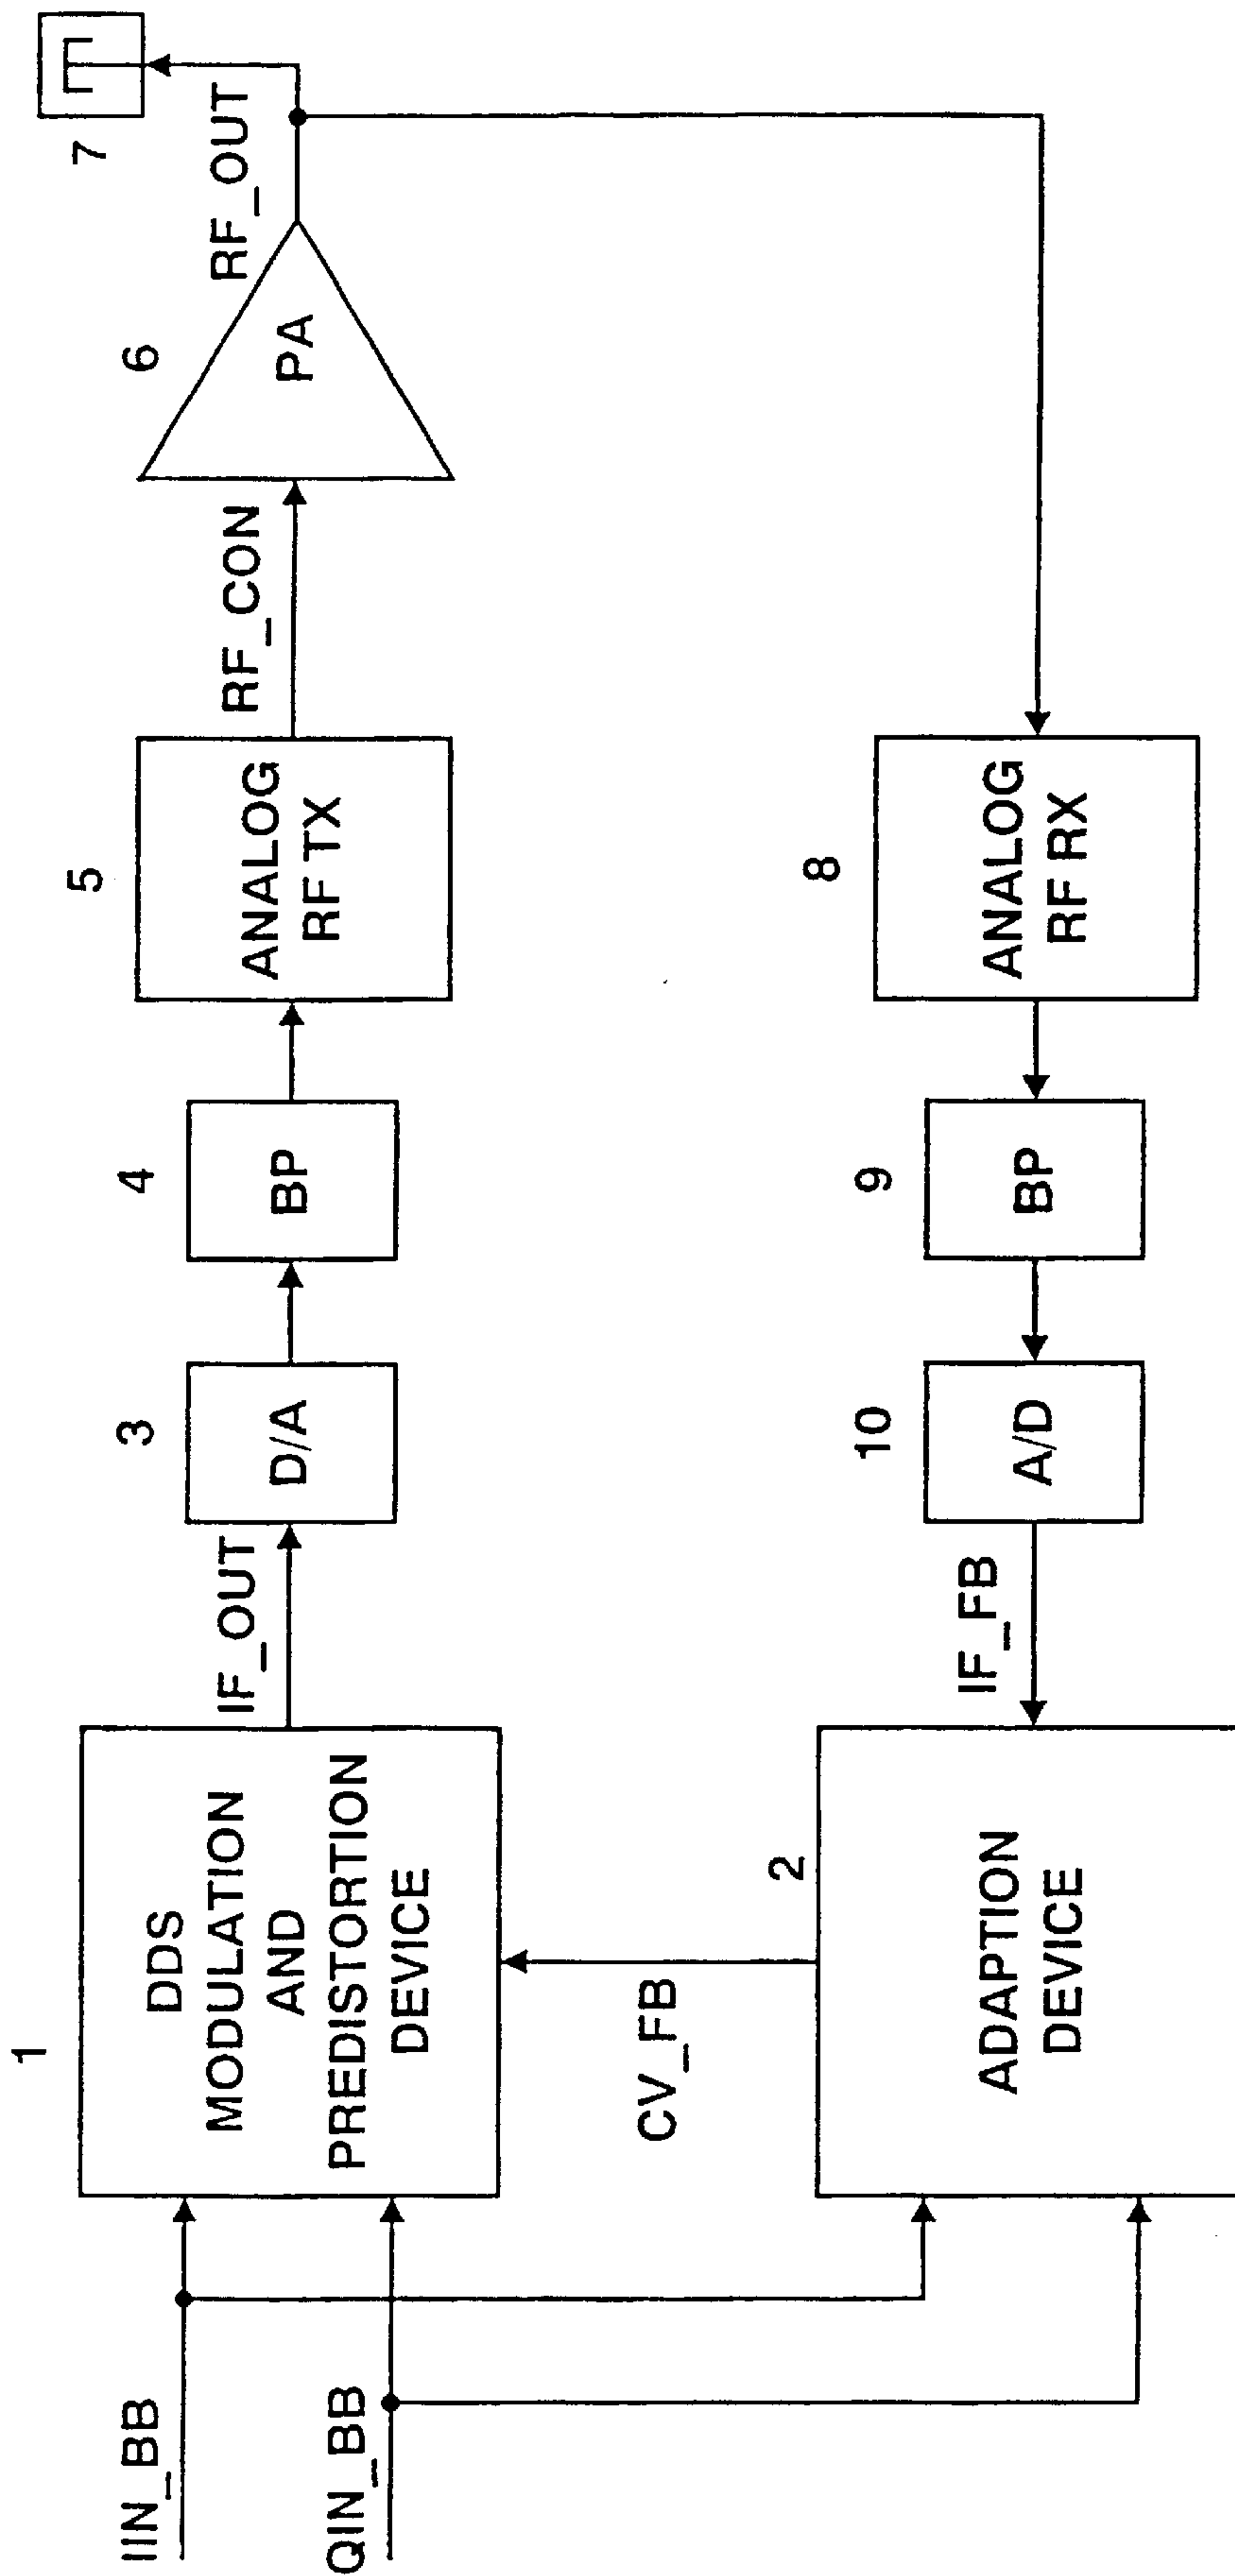 IIN_BB
QIN_BB
1
DDS
MODULATION
AND
PREDISTORTION
DEVICE
IF_OUT
3
D/A
4
BP
5
ANALOG
RF TX
RF_CON
6
PA
RF_OUT
7
CV_FB
2
ADAPTION
DEVICE
IF_FB
10
A/D
9
BP
8
ANALOG
RF RX